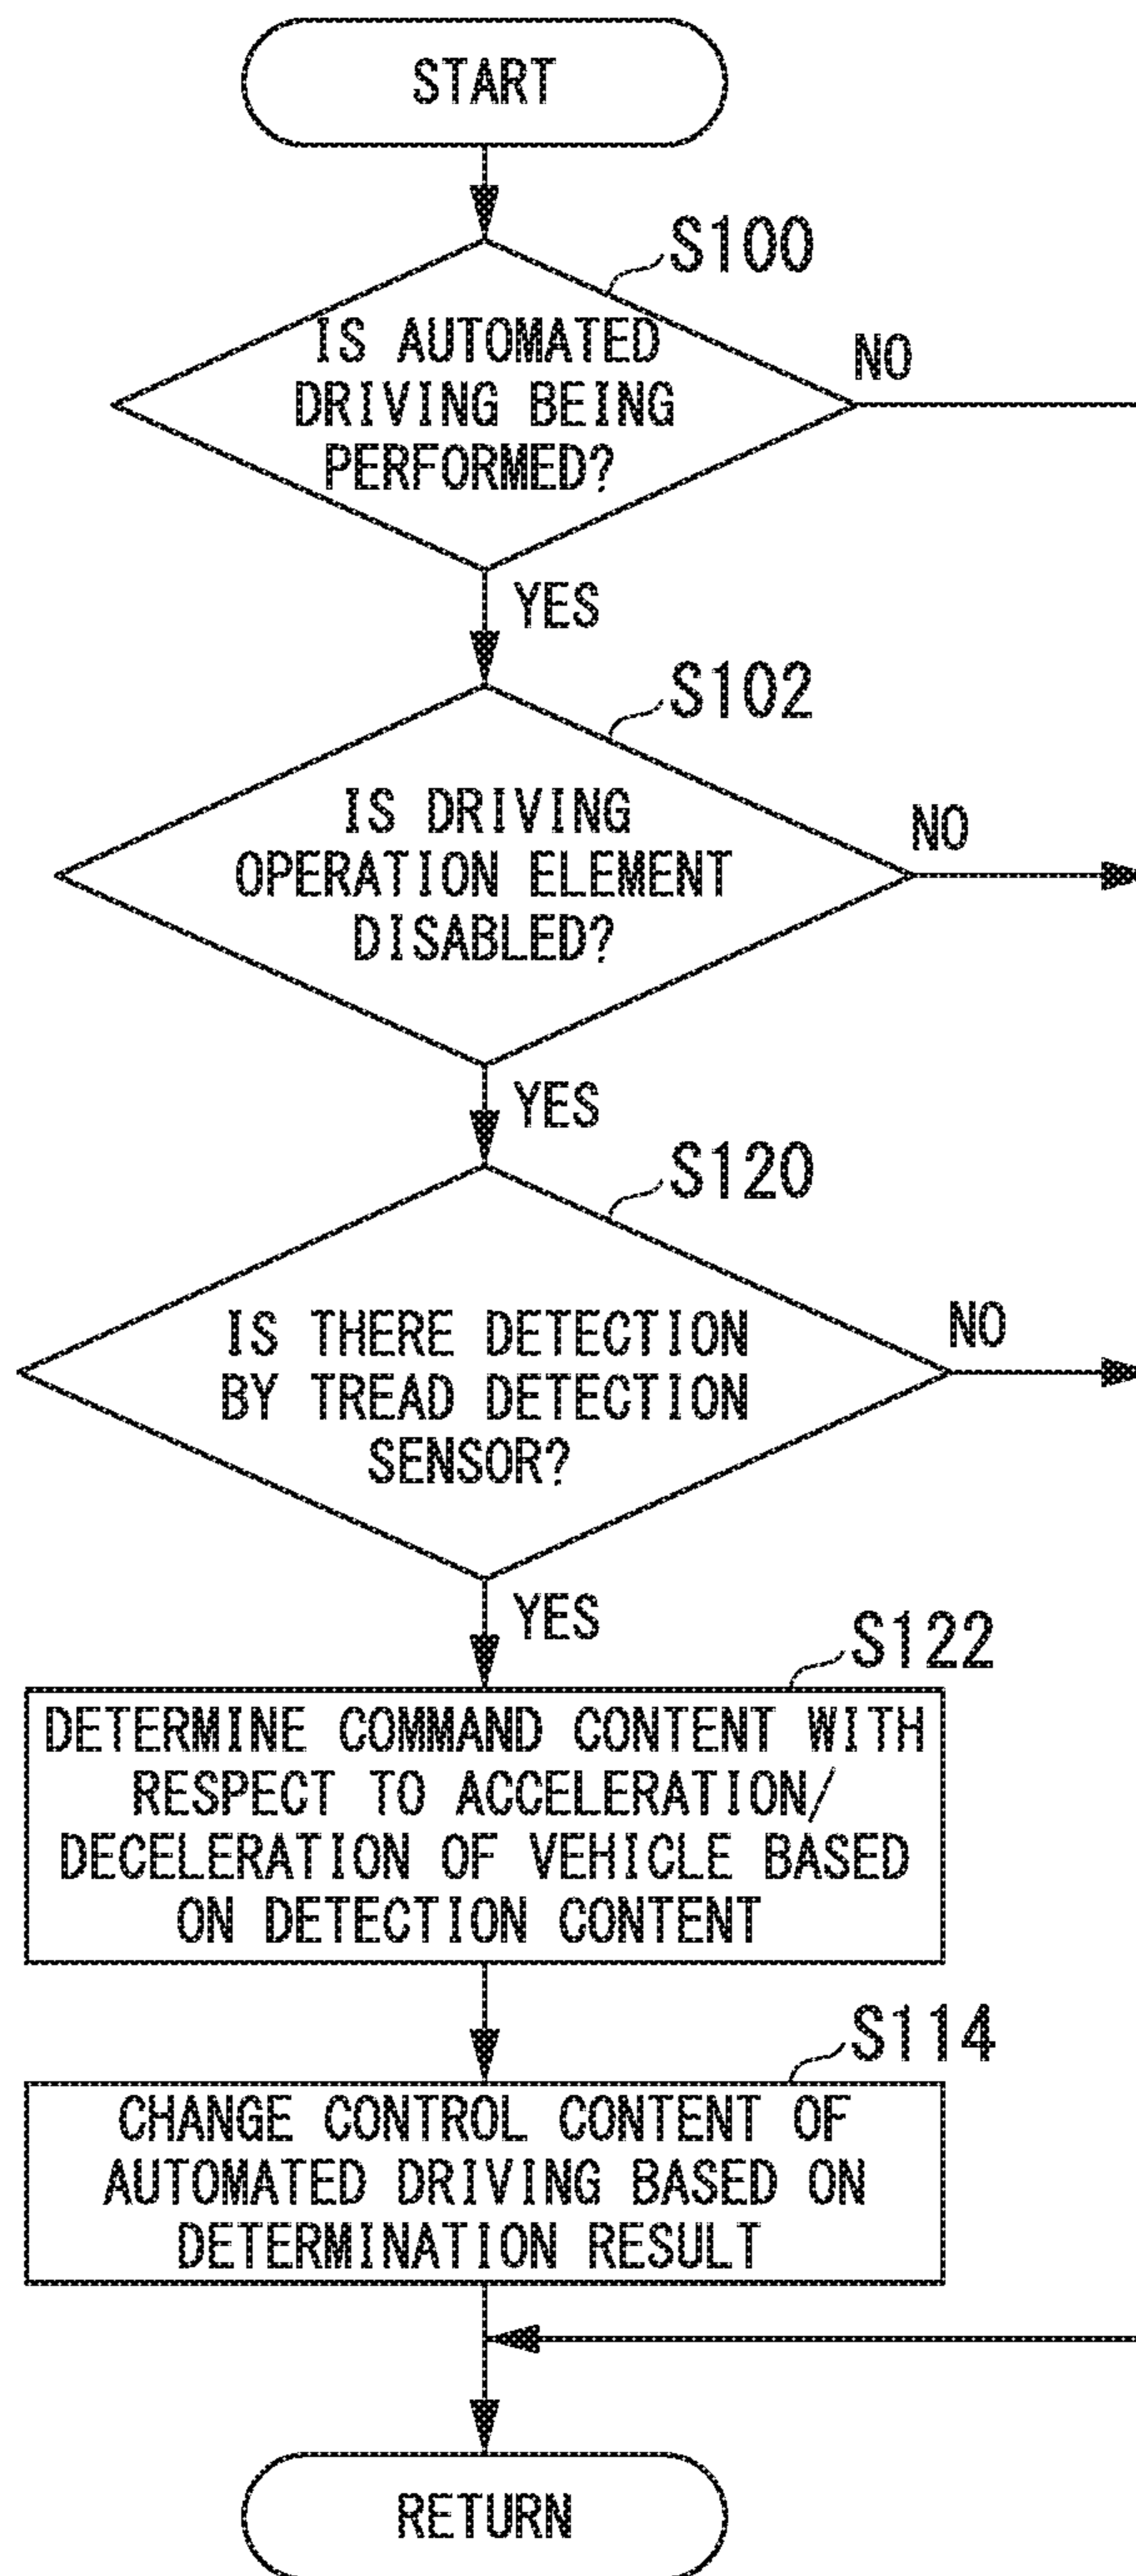 START
S100
IS AUTOMATED
DRIVING BEING
PERFORMED?
NO
YES
S102
IS DRIVING
OPERATION ELEMENT
DISABLED?
NO
YES
S120
IS THERE DETECTION
BY TREAD DETECTION
SENSOR?
NO
YES
S122
DETERMINE COMMAND CONTENT WITH
RESPECT TO ACCELERATION/
DECELERATION OF VEHICLE BASED
ON DETECTION CONTENT
S114
CHANGE CONTROL CONTENT OF
AUTOMATED DRIVING BASED ON
DETERMINATION RESULT
RETURN